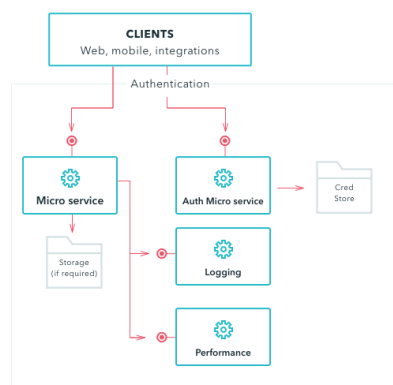 CLIENTS
Web, mobile, integrations
Authentication
Micro service
Auth Micro service
Cred
Store
Storage
(if required)
Logging
Performance